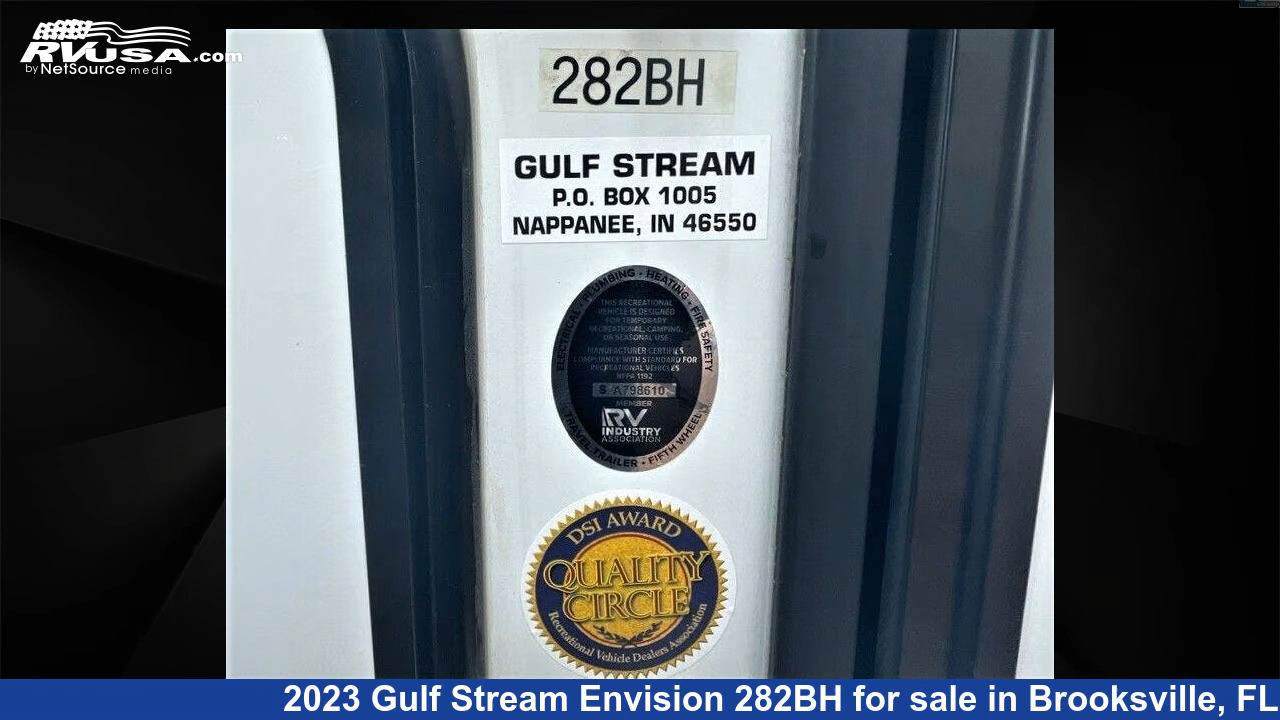 RVUSA.com
by NetSource media
282BH
GULF STREAM
P.O. BOX 1005
NAPPANEE, IN 46550
ELECTRICAL • PLUMBING • HEATING • FIRE SAFETY
THIS RECREATIONAL
VEHICLE IS DESIGNED
FOR TEMPORARY
RECREATIONAL, CAMPING,
OR SEASONAL USE
MANUFACTURER CERTIFIES
COMPLIANCE WITH STANDARD FOR
RECREATIONAL VEHICLES
NFPA 1192
S A798610
MEMBER
RV
INDUSTRY
ASSOCIATION
TRAVEL TRAILER • FIFTH WHEEL
DSI AWARD
QUALITY
CIRCLE
Recreational Vehicle Dealers Association
2023 Gulf Stream Envision 282BH for sale in Brooksville, FL